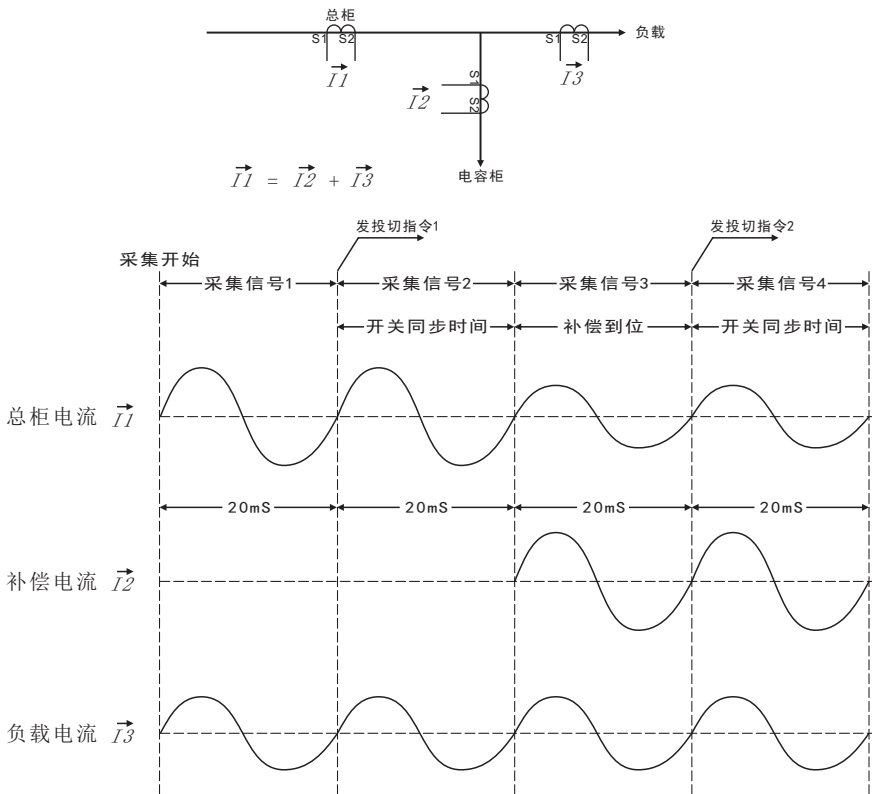 总柜
S1 S2
I1
S1 S2
I3
负载
S1
S2
I2
电容柜
I1 = I2 + I3
发投切指令1
发投切指令2
采集开始
采集信号1
采集信号2
采集信号3
采集信号4
开关同步时间
补偿到位
开关同步时间
总柜电流 I1
20mS
20mS
20mS
20mS
补偿电流 I2
负载电流 I3